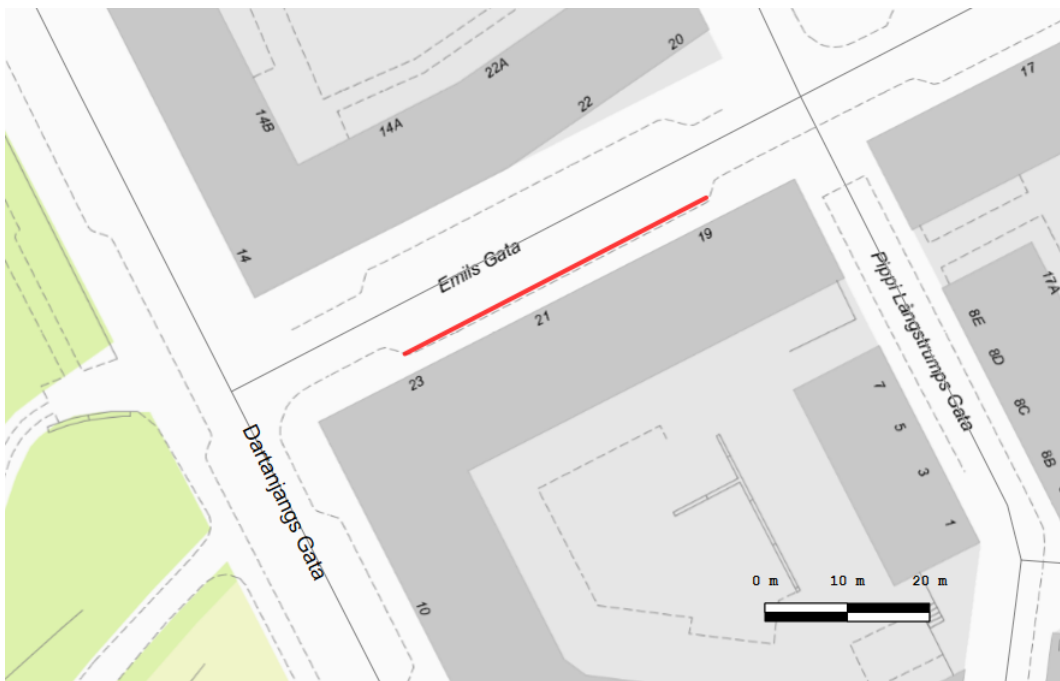 20
22A
17
22
14B
14A
19
14
Emils Gata
Pippi Långstrumps Gata
17A
21
8E
8D
23
7
8C
5
Dartanjangs Gata
8B
3
1
0 m 10 m 20 m
10